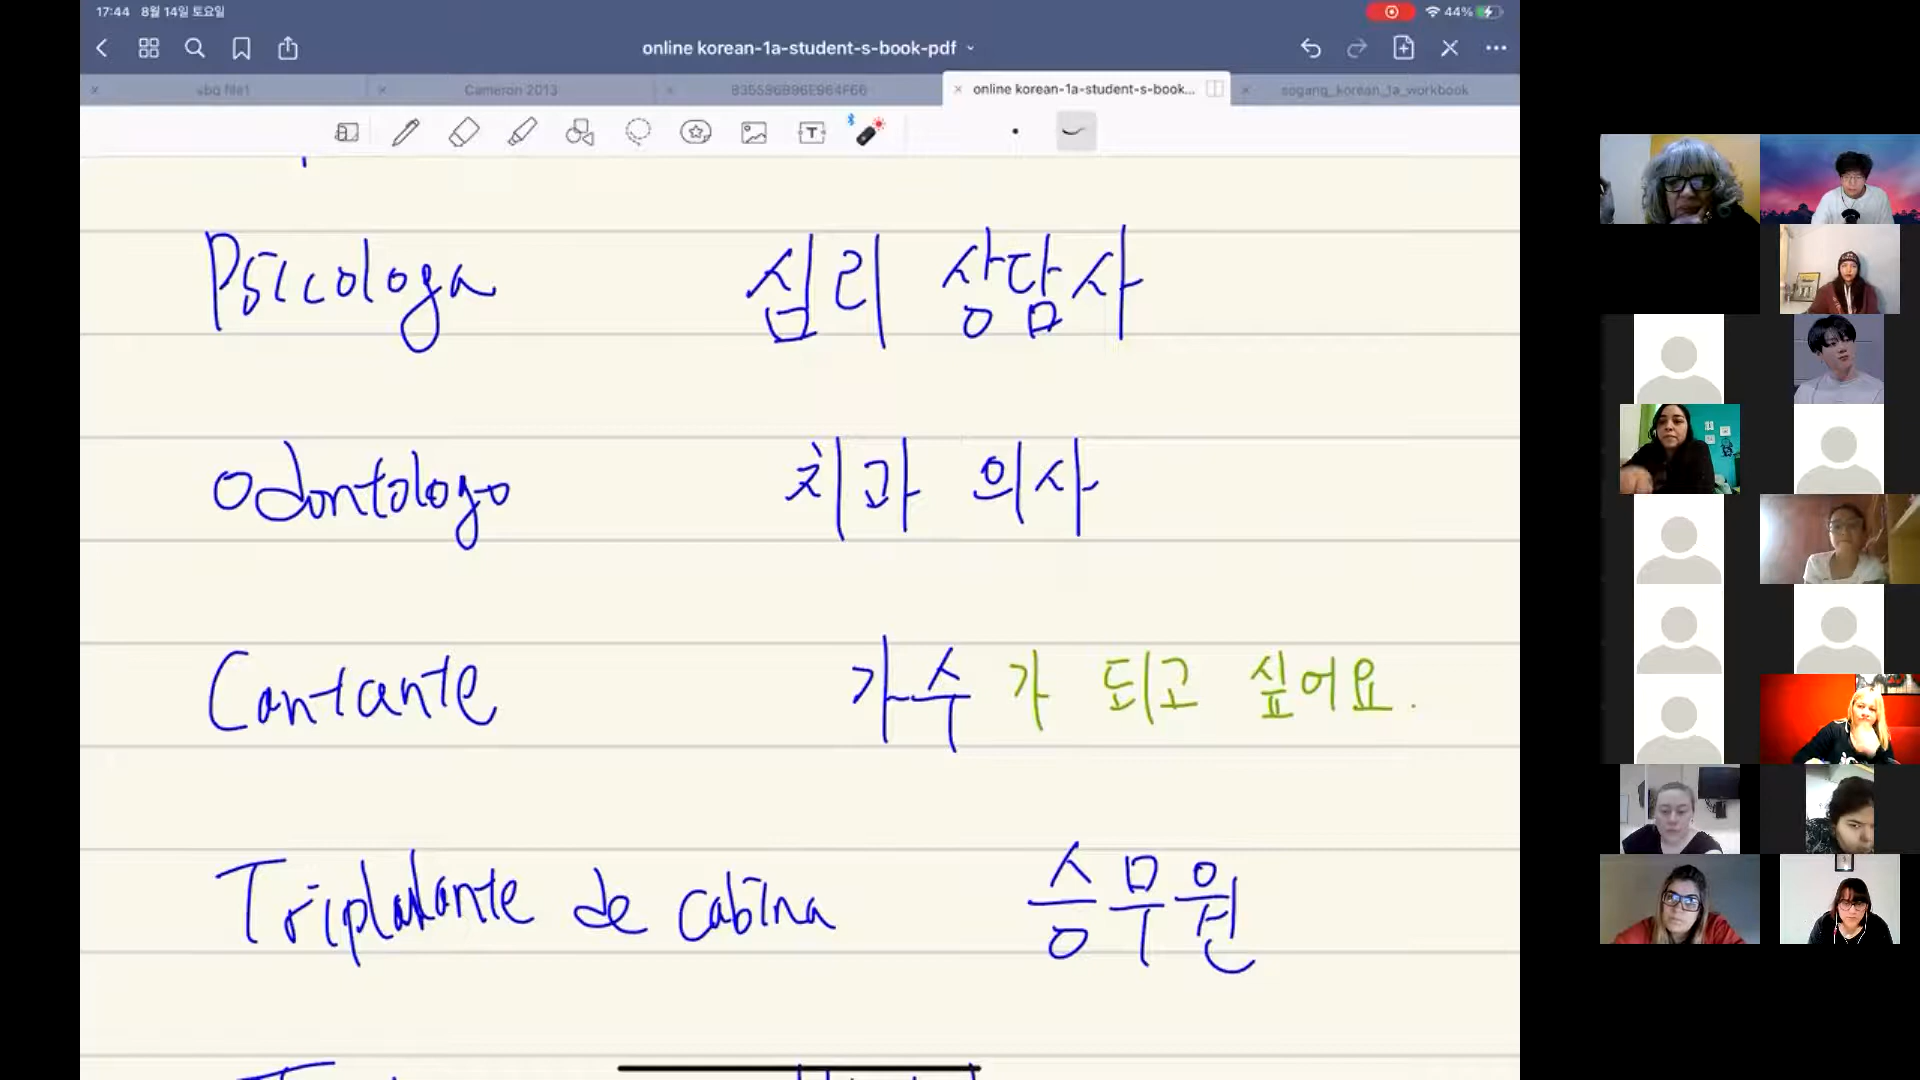 17:44 8월 14일 토요일 44%
online korean-1a-student-s-book-pdf
Cameron 2013 online korean-1a-student-s-book... sogang_korean_1a_workbook
Psicologa 심리 상담사
Odontologo 치과 의사
Cantante 가수가 되고 싶어요.
Triplulante de cabina 승무원